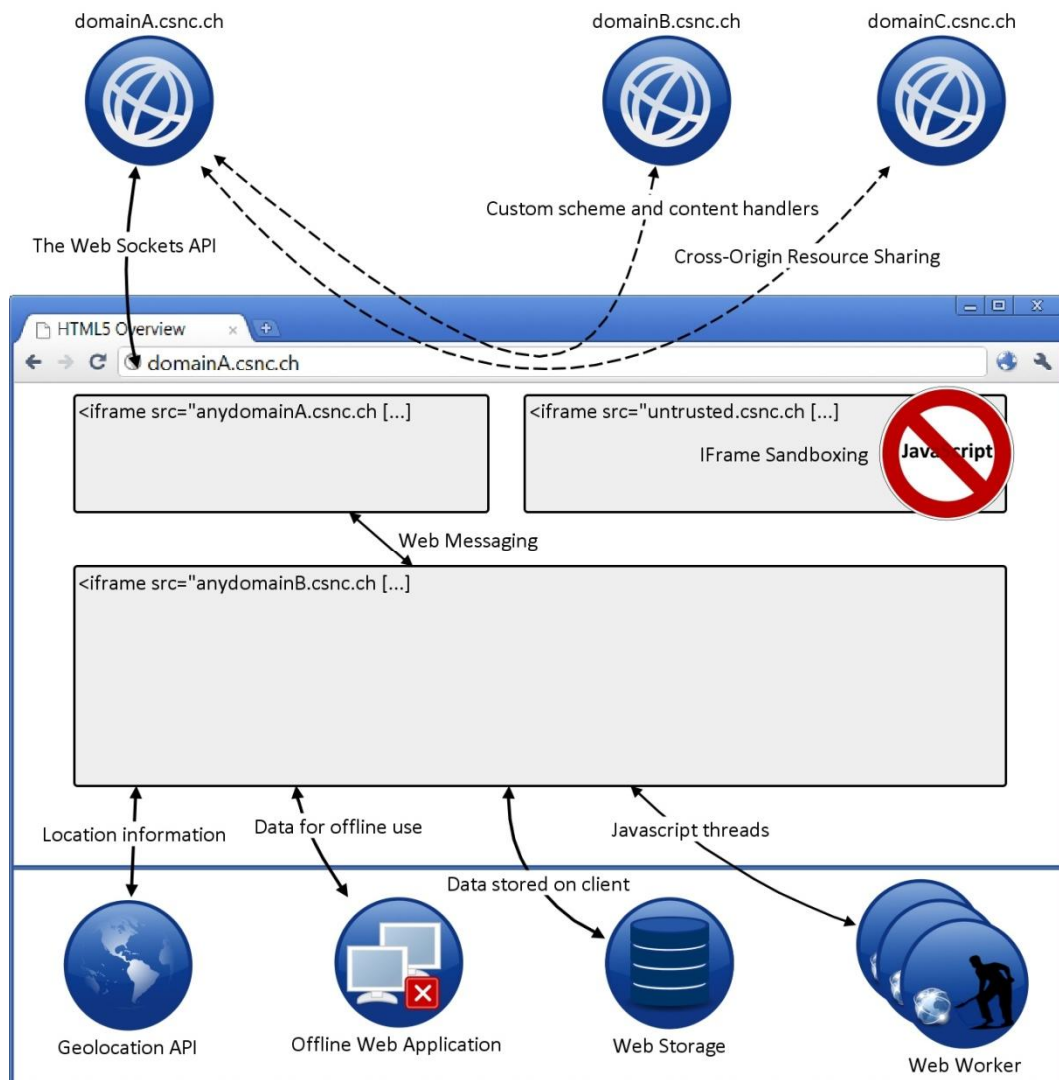 domainA.csnc.ch
domainB.csnc.ch
domainC.csnc.ch
Custom scheme and content handlers
The Web Sockets API
Cross-Origin Resource Sharing
HTML5 Overview
domainA.csnc.ch
<iframe src="anydomainA.csnc.ch [...]
<iframe src="untrusted.csnc.ch [...]
IFrame Sandboxing
Javascript
Web Messaging
<iframe src="anydomainB.csnc.ch [...]
Location information
Data for offline use
Javascript threads
Data stored on client
Geolocation API
Offline Web Application
Web Storage
Web Worker